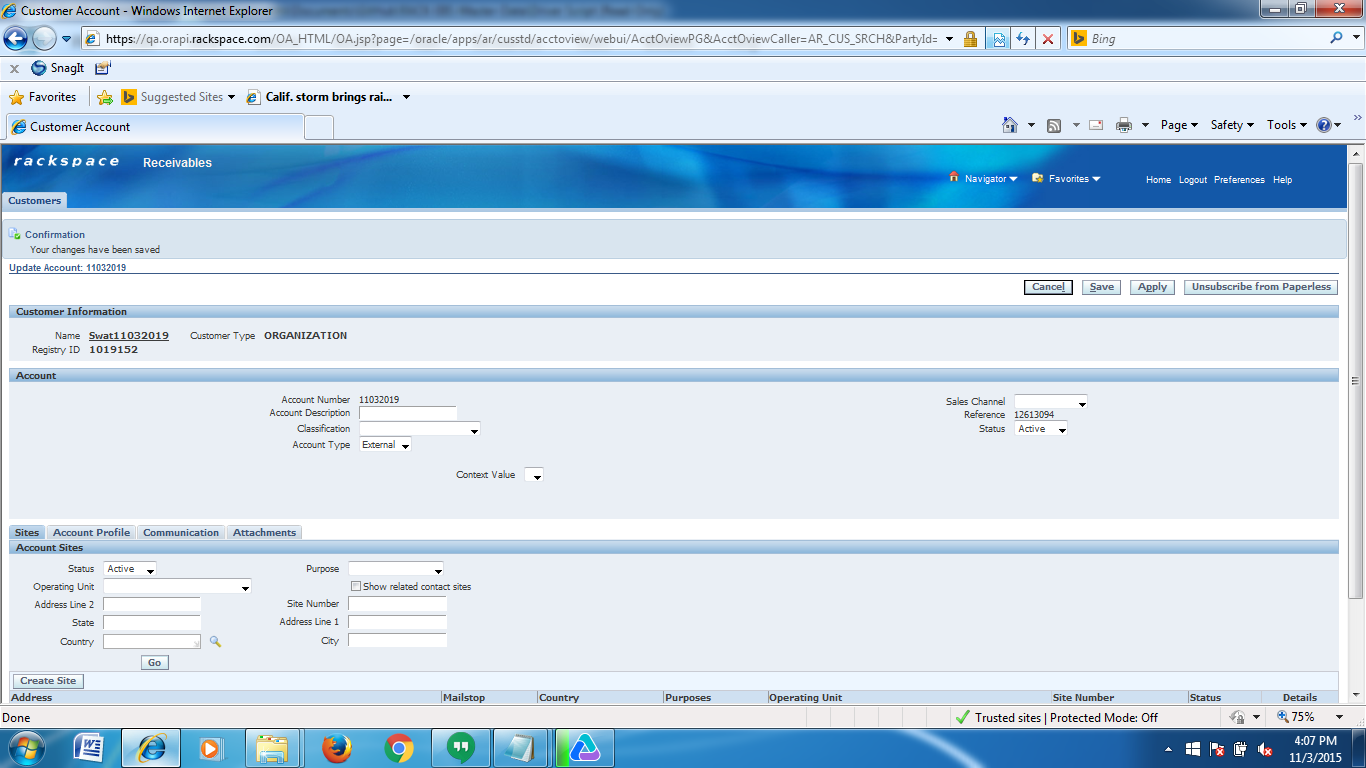 Customer Account - Windows Internet Explorer
https://qa.orapi.rackspace.com/OA_HTML/OA.jsp?page=/oracle/apps/ar/cusstd/acctoview/webui/AcctOviewPG&AcctOviewCaller=AR_CUS_SRCH&PartyId= Bing
x SnagIt
Favorites Suggested Sites Calif. storm brings rai...
Customer Account Page Safety Tools
rackspace Receivables
Navigator Favorites Home Logout Preferences Help
Customers
Confirmation
Your changes have been saved
Update Account: 11032019
Cancel Save Apply Unsubscribe from Paperless
Customer Information
Name Swat11032019 Customer Type ORGANIZATION
Registry ID 1019152
Account
Account Number 11032019 Sales Channel
Account Description Reference 12613094
Classification Status Active
Account Type External
Context Value
Sites Account Profile Communication Attachments
Account Sites
Status Active Purpose
Operating Unit Show related contact sites
Address Line 2 Site Number
State Address Line 1
Country City
Go
Create Site
Address Mailstop Country Purposes Operating Unit Site Number Status Details
Done Trusted sites | Protected Mode: Off 75%
4:07 PM
11/3/2015